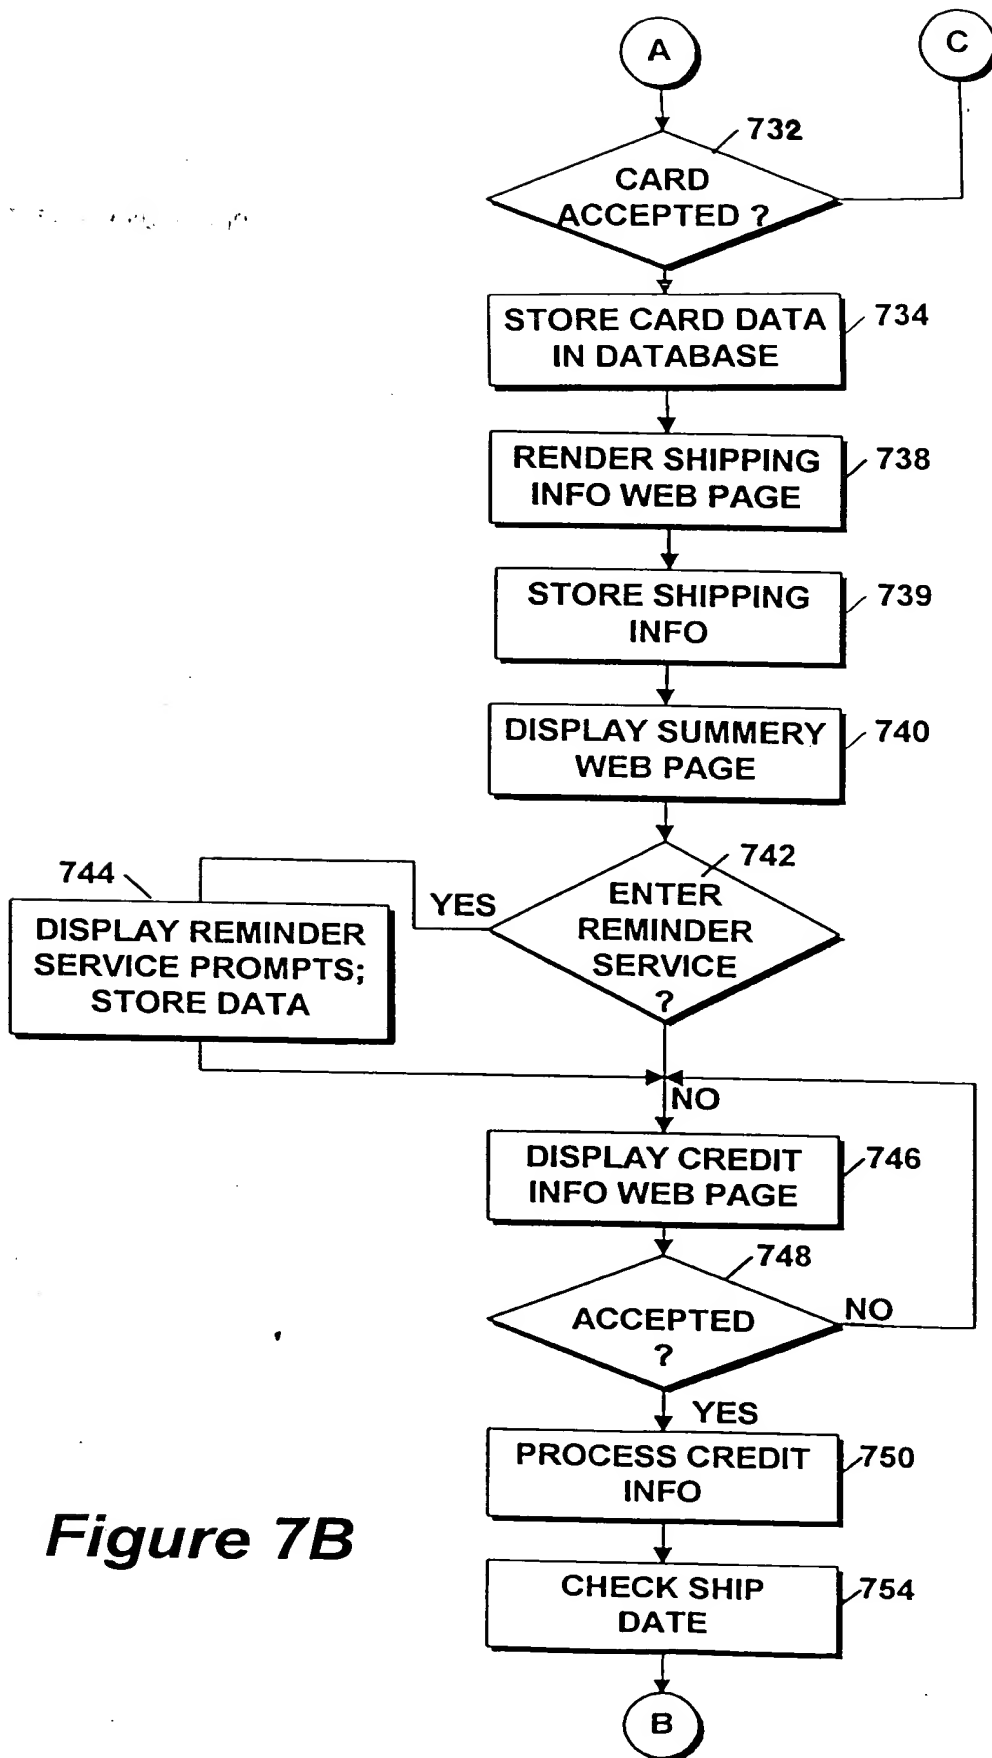 A
C
732
CARD
ACCEPTED ?
STORE CARD DATA
IN DATABASE
734
RENDER SHIPPING
INFO WEB PAGE
738
STORE SHIPPING
INFO
739
DISPLAY SUMMERY
WEB PAGE
740
742
ENTER
REMINDER
SERVICE
?
YES
744
DISPLAY REMINDER
SERVICE PROMPTS;
STORE DATA
NO
DISPLAY CREDIT
INFO WEB PAGE
746
748
ACCEPTED
?
NO
YES
PROCESS CREDIT
INFO
750
CHECK SHIP
DATE
754
B
Figure 7B